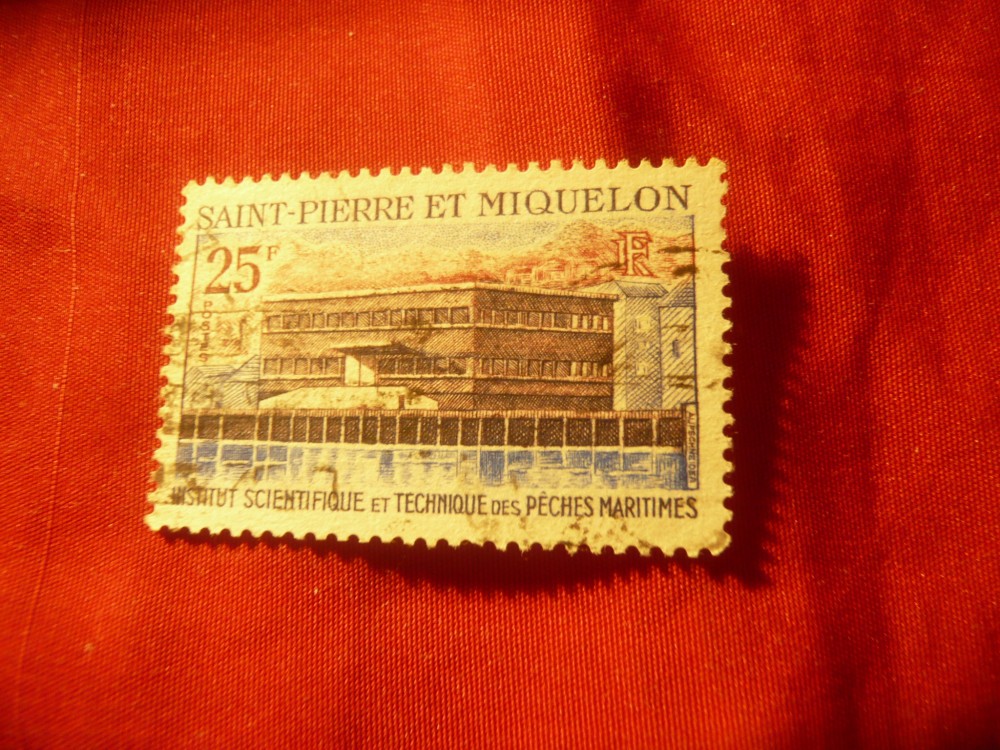 SAINT-PIERRE ET MIQUELON
25F
RF
POSTES
INSTITUT SCIENTIFIQUE ET TECHNIQUE DES PÊCHES MARITIMES